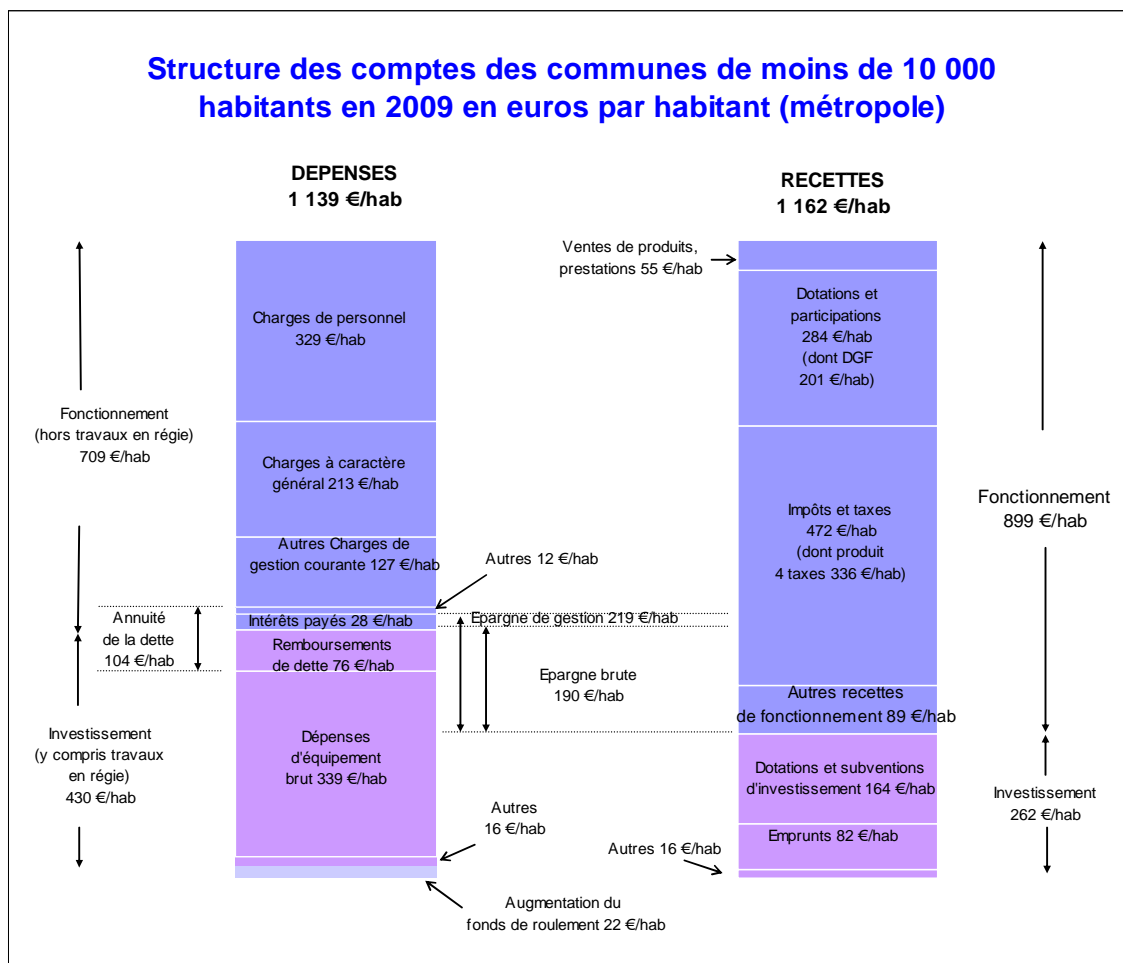 Structure des comptes des communes de moins de 10 000
habitants en 2009 en euros par habitant (métropole)
DEPENSES
1 139 €/hab
RECETTES
1 162 €/hab
Ventes de produits,
prestations 55 €/hab
Charges de personnel
329 €/hab
Dotations et
participations
284 €/hab
(dont DGF
201 €/hab)
Fonctionnement
(hors travaux en régie)
709 €/hab
Charges à caractère
général 213 €/hab
Impôts et taxes
472 €/hab
(dont produit
4 taxes 336 €/hab)
Fonctionnement
899 €/hab
Autres Charges de
gestion courante 127 €/hab
Autres 12 €/hab
Annuité
de la dette
104 €/hab
Intérêts payés 28 €/hab
Epargne de gestion 219 €/hab
Remboursements
de dette 76 €/hab
Epargne brute
190 €/hab
Autres recettes
de fonctionnement 89 €/hab
Investissement
(y compris travaux
en régie)
430 €/hab
Dépenses
d'équipement
brut 339 €/hab
Dotations et subventions
d'investissement 164 €/hab
Investissement
262 €/hab
Autres
16 €/hab
Emprunts 82 €/hab
Autres 16 €/hab
Augmentation du
fonds de roulement 22 €/hab